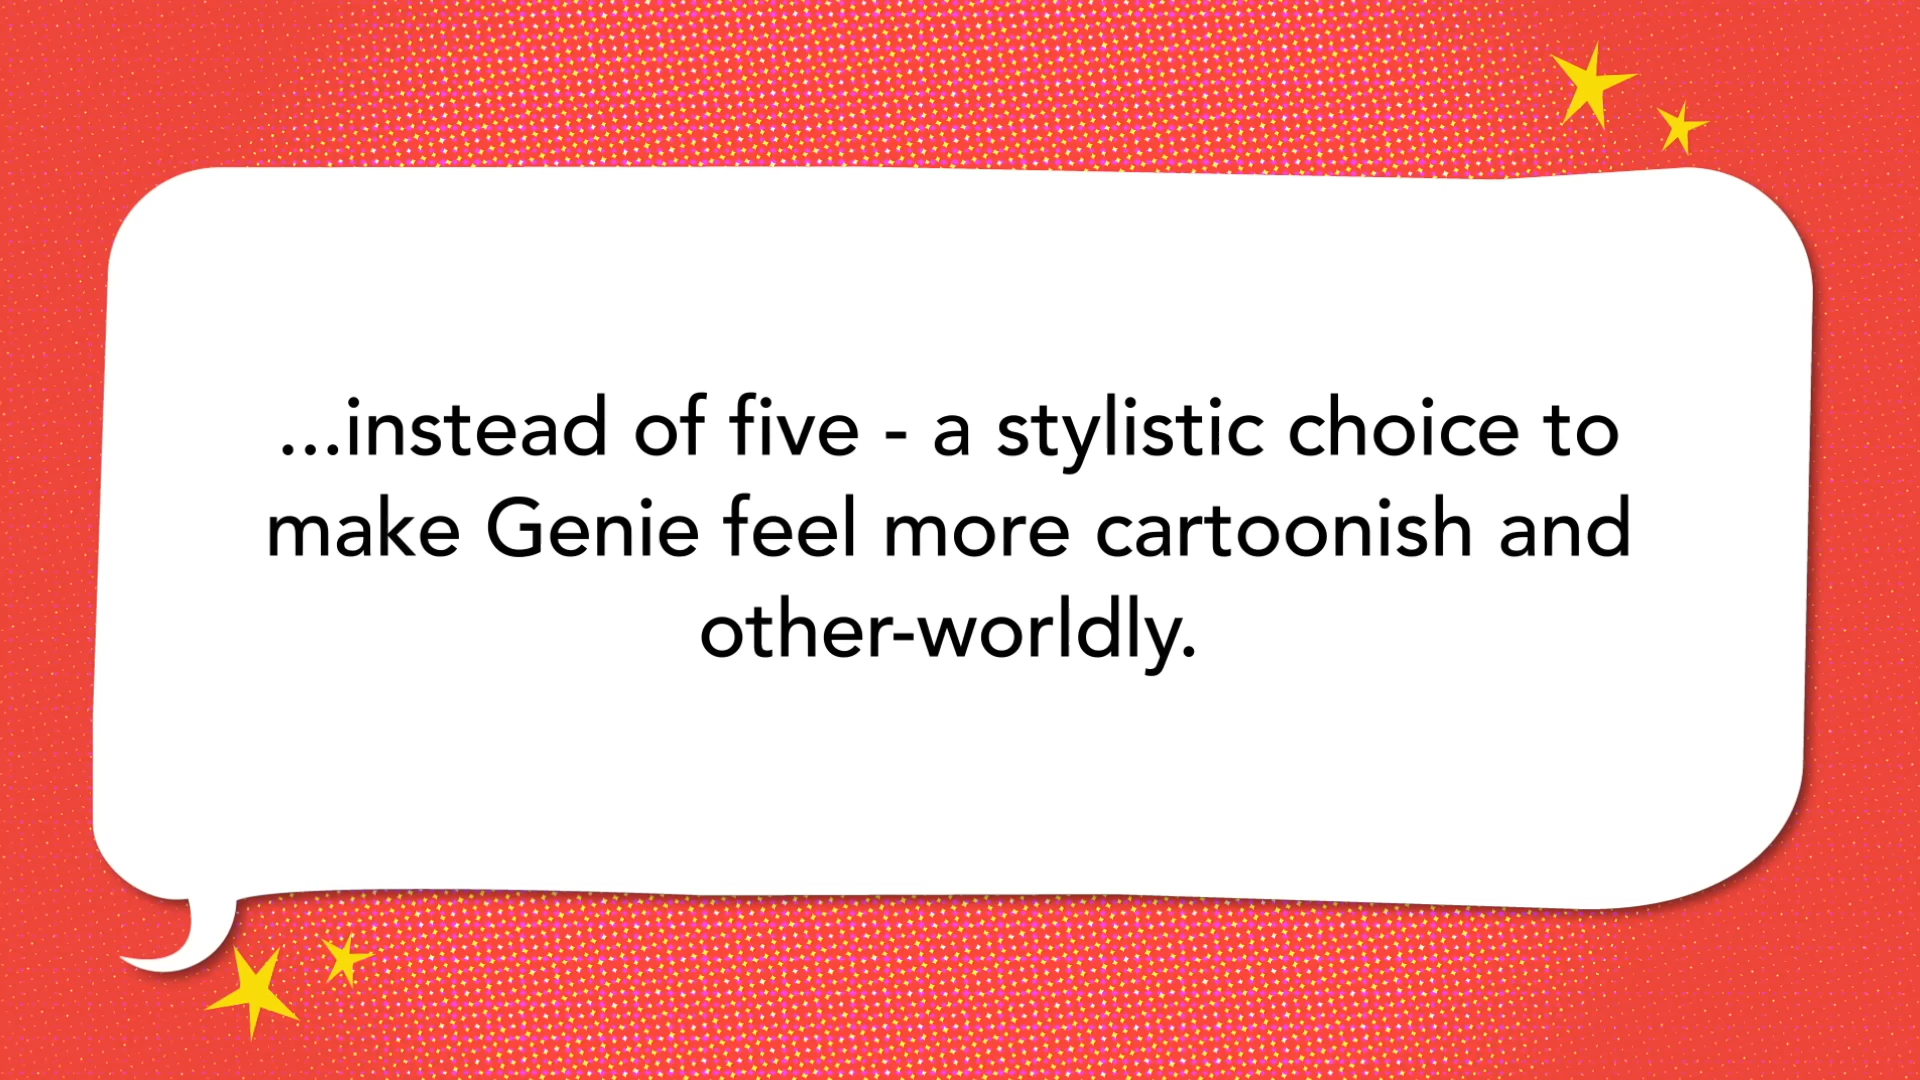 ...instead of five - a stylistic choice to
make Genie feel more cartoonish and
other-worldly.